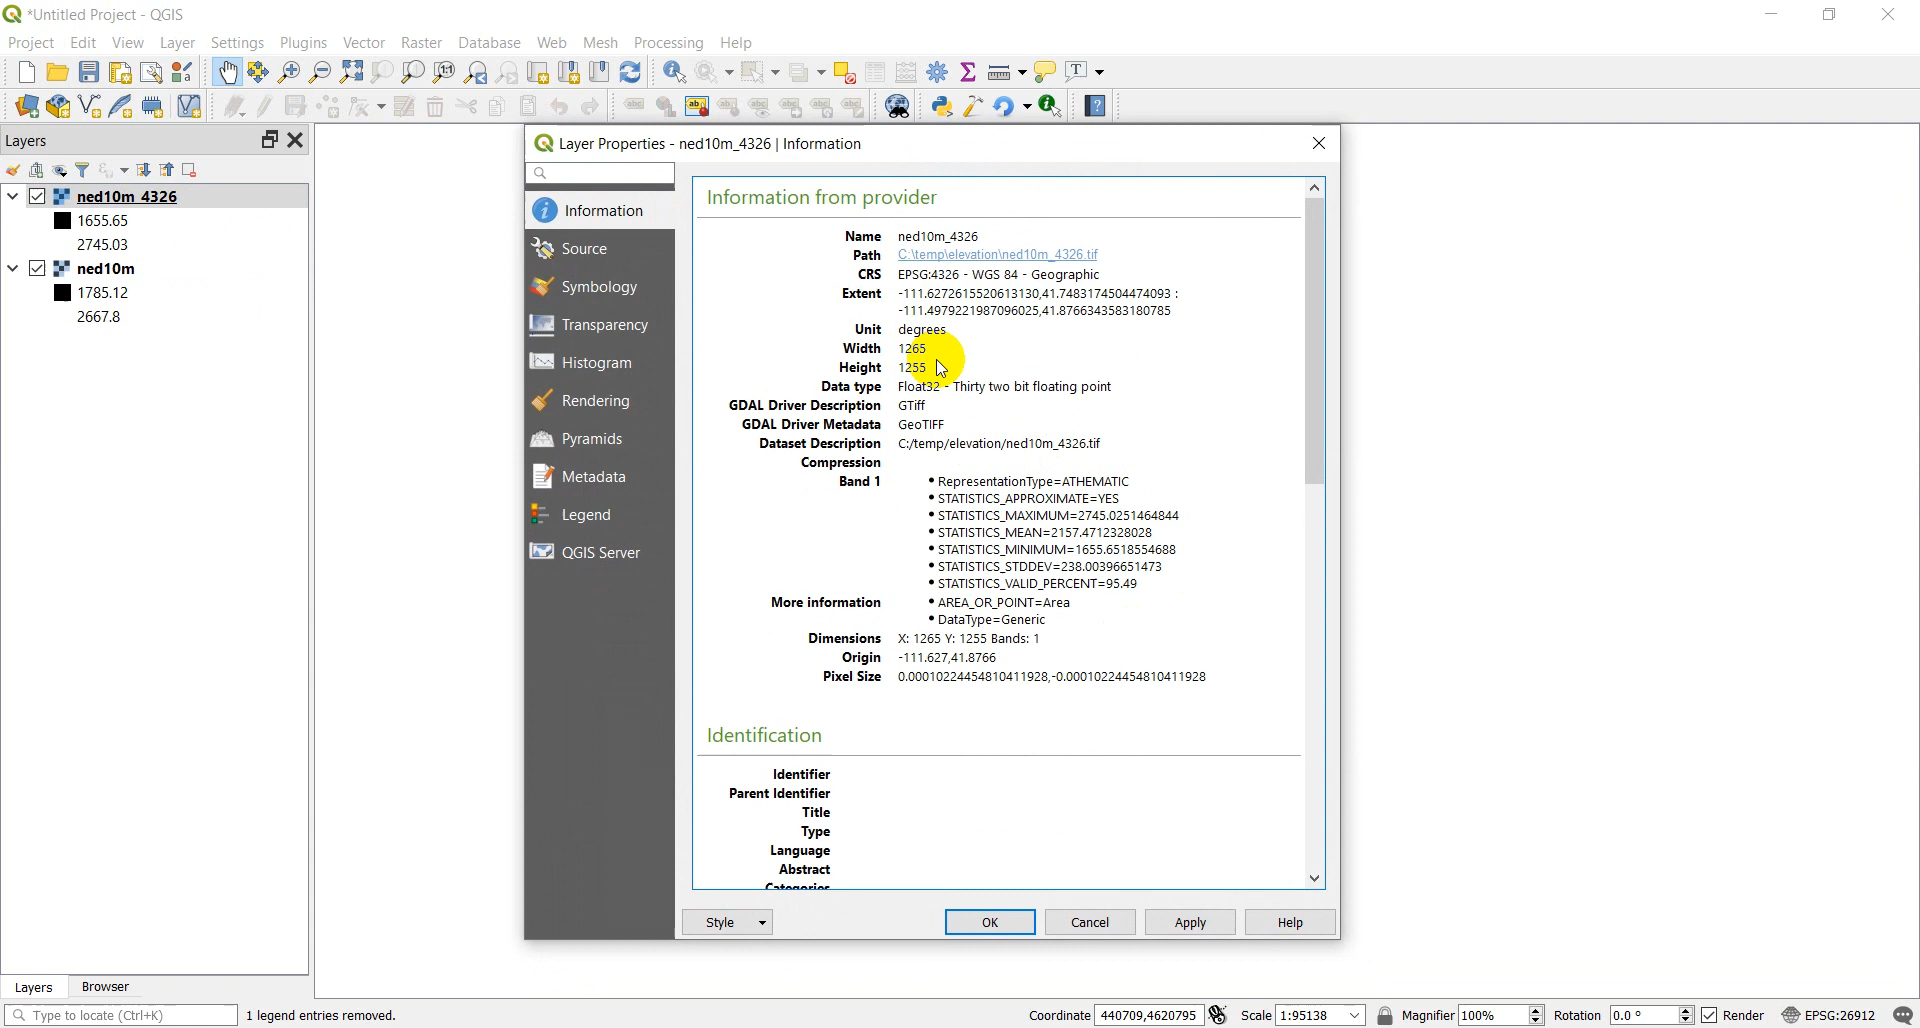 *Untitled Project - QGIS
Project Edit View Layer Settings Plugins Vector Raster Database Web Mesh Processing Help
Layers
ned10m_4326
1655.65
2745.03
ned10m
1785.12
2667.8
Layer Properties - ned10m_4326 | Information
Information
Source
Symbology
Transparency
Histogram
Rendering
Pyramids
Metadata
Legend
QGIS Server
Information from provider
Name ned10m_4326
Path C:\temp\elevation\ned10m_4326.tif
CRS EPSG:4326 - WGS 84 - Geographic
Extent -111.6272615520613130,41.7483174504474093 :
-111.4979221987096025,41.8766343583180785
Unit degrees
Width 1265
Height 1255
Data type Float32 - Thirty two bit floating point
GDAL Driver Description GTiff
GDAL Driver Metadata GeoTIFF
Dataset Description C:/temp/elevation/ned10m_4326.tif
Compression
Band 1 • RepresentationType=ATHEMATIC
• STATISTICS_APPROXIMATE=YES
• STATISTICS_MAXIMUM=2745.0251464844
• STATISTICS_MEAN=2157.4712328028
• STATISTICS_MINIMUM=1655.6518554688
• STATISTICS_STDDEV=238.00396651473
• STATISTICS_VALID_PERCENT=95.49
More information • AREA_OR_POINT=Area
• DataType=Generic
Dimensions X: 1265 Y: 1255 Bands: 1
Origin -111.627,41.8766
Pixel Size 0.00010224454810411928,-0.00010224454810411928
Identification
Identifier
Parent Identifier
Title
Type
Language
Abstract
Categories
Style OK Cancel Apply Help
Layers Browser
Type to locate (Ctrl+K) 1 legend entries removed. Coordinate 440709,4620795 Scale 1:95138 Magnifier 100% Rotation 0.0 ° Render EPSG:26912